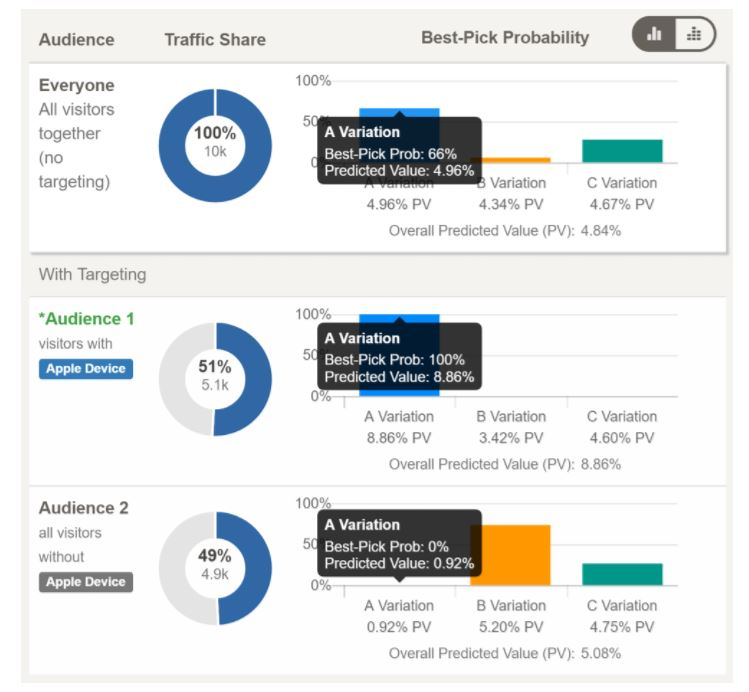 Audience Traffic Share Best-Pick Probability
Everyone
All visitors
together
(no
targeting)
100%
10k
100%
50%
0%
A Variation
Best-Pick Prob: 66%
Predicted Value: 4.96%
A Variation B Variation C Variation
4.96% PV 4.34% PV 4.67% PV
Overall Predicted Value (PV): 4.84%
With Targeting
*Audience 1
visitors with
Apple Device
51%
5.1k
100%
50
0%
A Variation
Best-Pick Prob: 100%
Predicted Value: 8.86%
A Variation B Variation C Variation
8.86% PV 3.42% PV 4.60% PV
Overall Predicted Value (PV): 8.86%
Audience 2
all visitors
without
Apple Device
49%
4.9k
100%
50
0%
A Variation
Best-Pick Prob: 0%
Predicted Value: 0.92%
A Variation B Variation C Variation
0.92% PV 5.20% PV 4.75% PV
Overall Predicted Value (PV): 5.08%